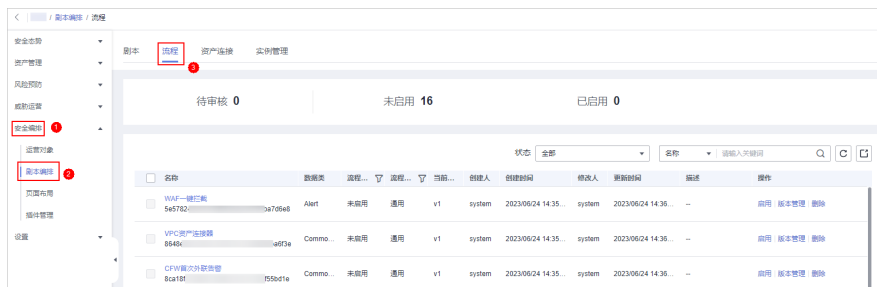 < | / 剧本编排 / 流程
安全态势
资产管理
风险预防
威胁运营
安全编排 1
运营对象
剧本编排 2
页面布局
插件管理
设置
剧本 流程 资产连接 实例管理
3
待审核 0 未启用 16 已启用 0
状态 全部 名称 请输入关键词
名称 数据类 流程... 流程... 当前... 创建人 创建时间 修改人 更新时间 描述 操作
WAF一键拦截
5e5782 ba7d6e8 Alert 未启用 通用 v1 system 2023/06/24 14:35... system 2023/06/24 14:36... -- 启用 版本管理 删除
VPC资产连接器
8648 a6f3e Commo... 未启用 通用 v1 system 2023/06/24 14:35... system 2023/06/24 14:36... -- 启用 版本管理 删除
CFW首次外联告警
8ca18f f55bd1e Commo... 未启用 通用 v1 system 2023/06/24 14:35... system 2023/06/24 14:36... -- 启用 版本管理 删除